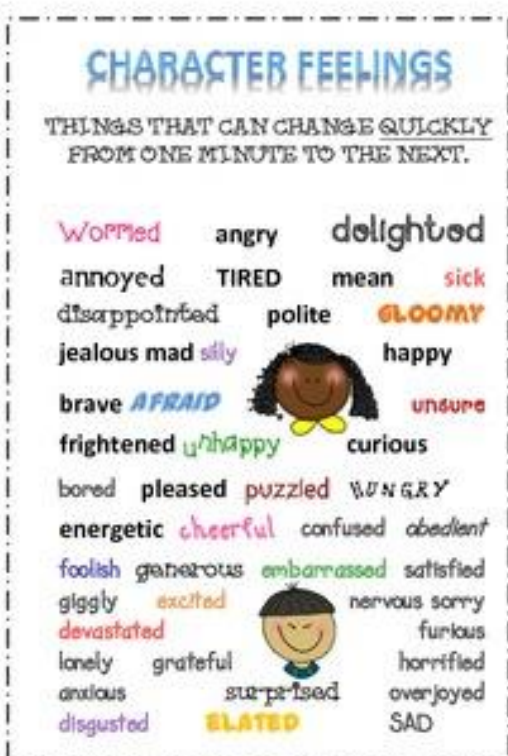 CHARACTER FEELINGS
THINGS THAT CAN CHANGE QUICKLY
FROM ONE MINUTE TO THE NEXT.
Worried angry delighted
annoyed TIRED mean sick
disappointed polite GLOOMY
jealous mad silly happy
brave AFRAID unsure
frightened unhappy curious
bored pleased puzzled HUNGRY
energetic cheerful confused obedient
foolish generous embarrassed satisfied
giggly excited nervous sorry
devastated furious
lonely grateful horrified
anxious surprised overjoyed
disgusted ELATED SAD